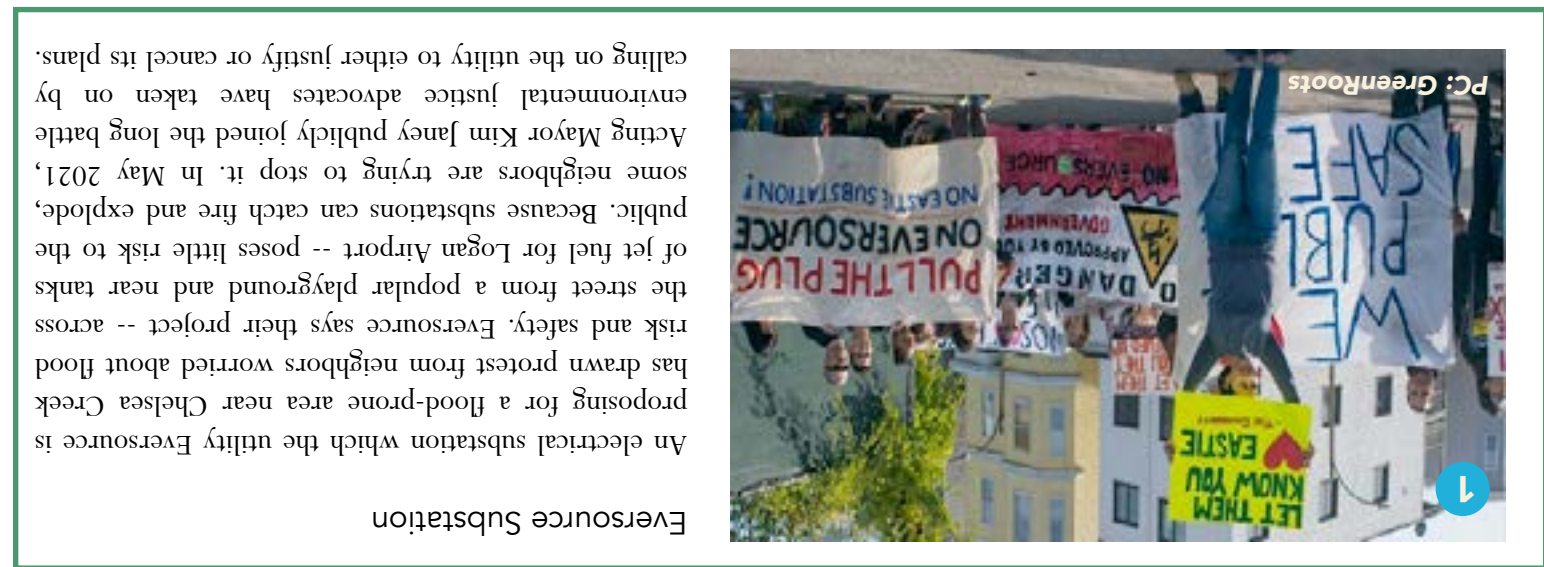 1
LET THEM
KNOW YOU
EASTIE
WE
PUBL
SAFE
DANGER
APPROVED BY YOU
GOVERNMENT
NO EVERSOURCE
PULL THE PLUG
ON EVERSOURCE
NO EASTIE SUBSTATION!
PC: GreenRoots
Eversource Substation
An electrical substation which the utility Eversource is
proposing for a flood-prone area near Chelsea Creek
has drawn protest from neighbors worried about flood
risk and safety. Eversource says their project -- across
the street from a popular playground and near tanks
of jet fuel for Logan Airport -- poses little risk to the
public. Because substations can catch fire and explode,
some neighbors are trying to stop it. In May 2021,
Acting Mayor Kim Janey publicly joined the long battle
environmental justice advocates have taken on by
calling on the utility to either justify or cancel its plans.